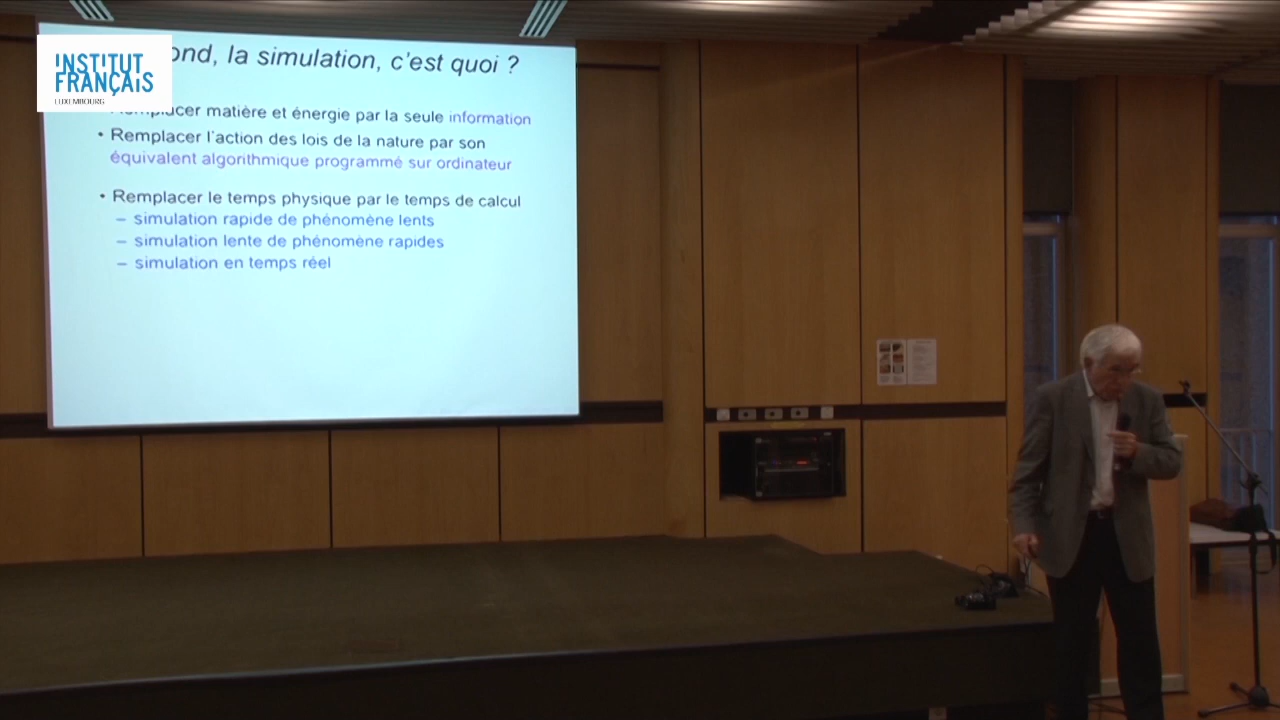 INSTITUT
FRANÇAIS
LUXEMBOURG
ond, la simulation, c'est quoi ?
Remplacer matière et énergie par la seule information
• Remplacer l'action des lois de la nature par son
équivalent algorithmique programmé sur ordinateur
• Remplacer le temps physique par le temps de calcul
– simulation rapide de phénomène lents
– simulation lente de phénomène rapides
– simulation en temps réel